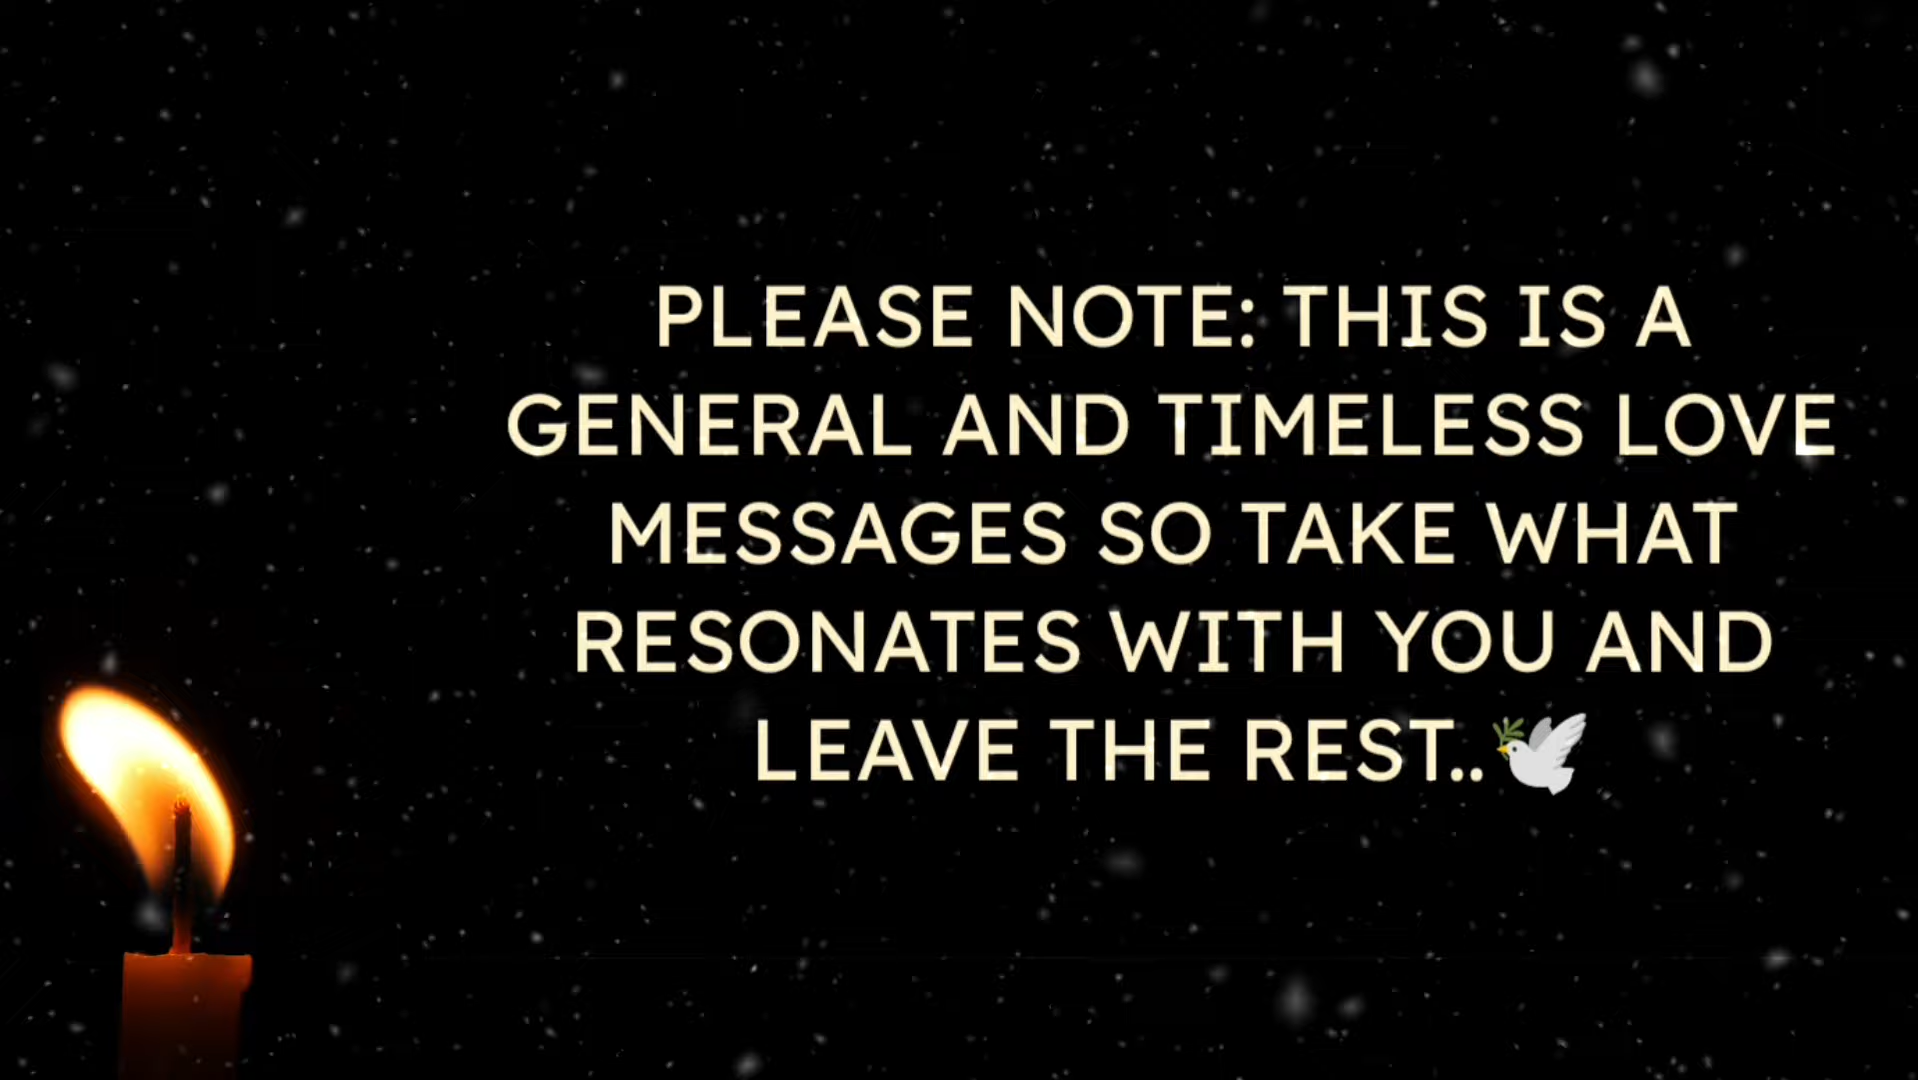 PLEASE NOTE: THIS IS A
GENERAL AND TIMELESS LOVE
MESSAGES SO TAKE WHAT
RESONATES WITH YOU AND
LEAVE THE REST..🕊️